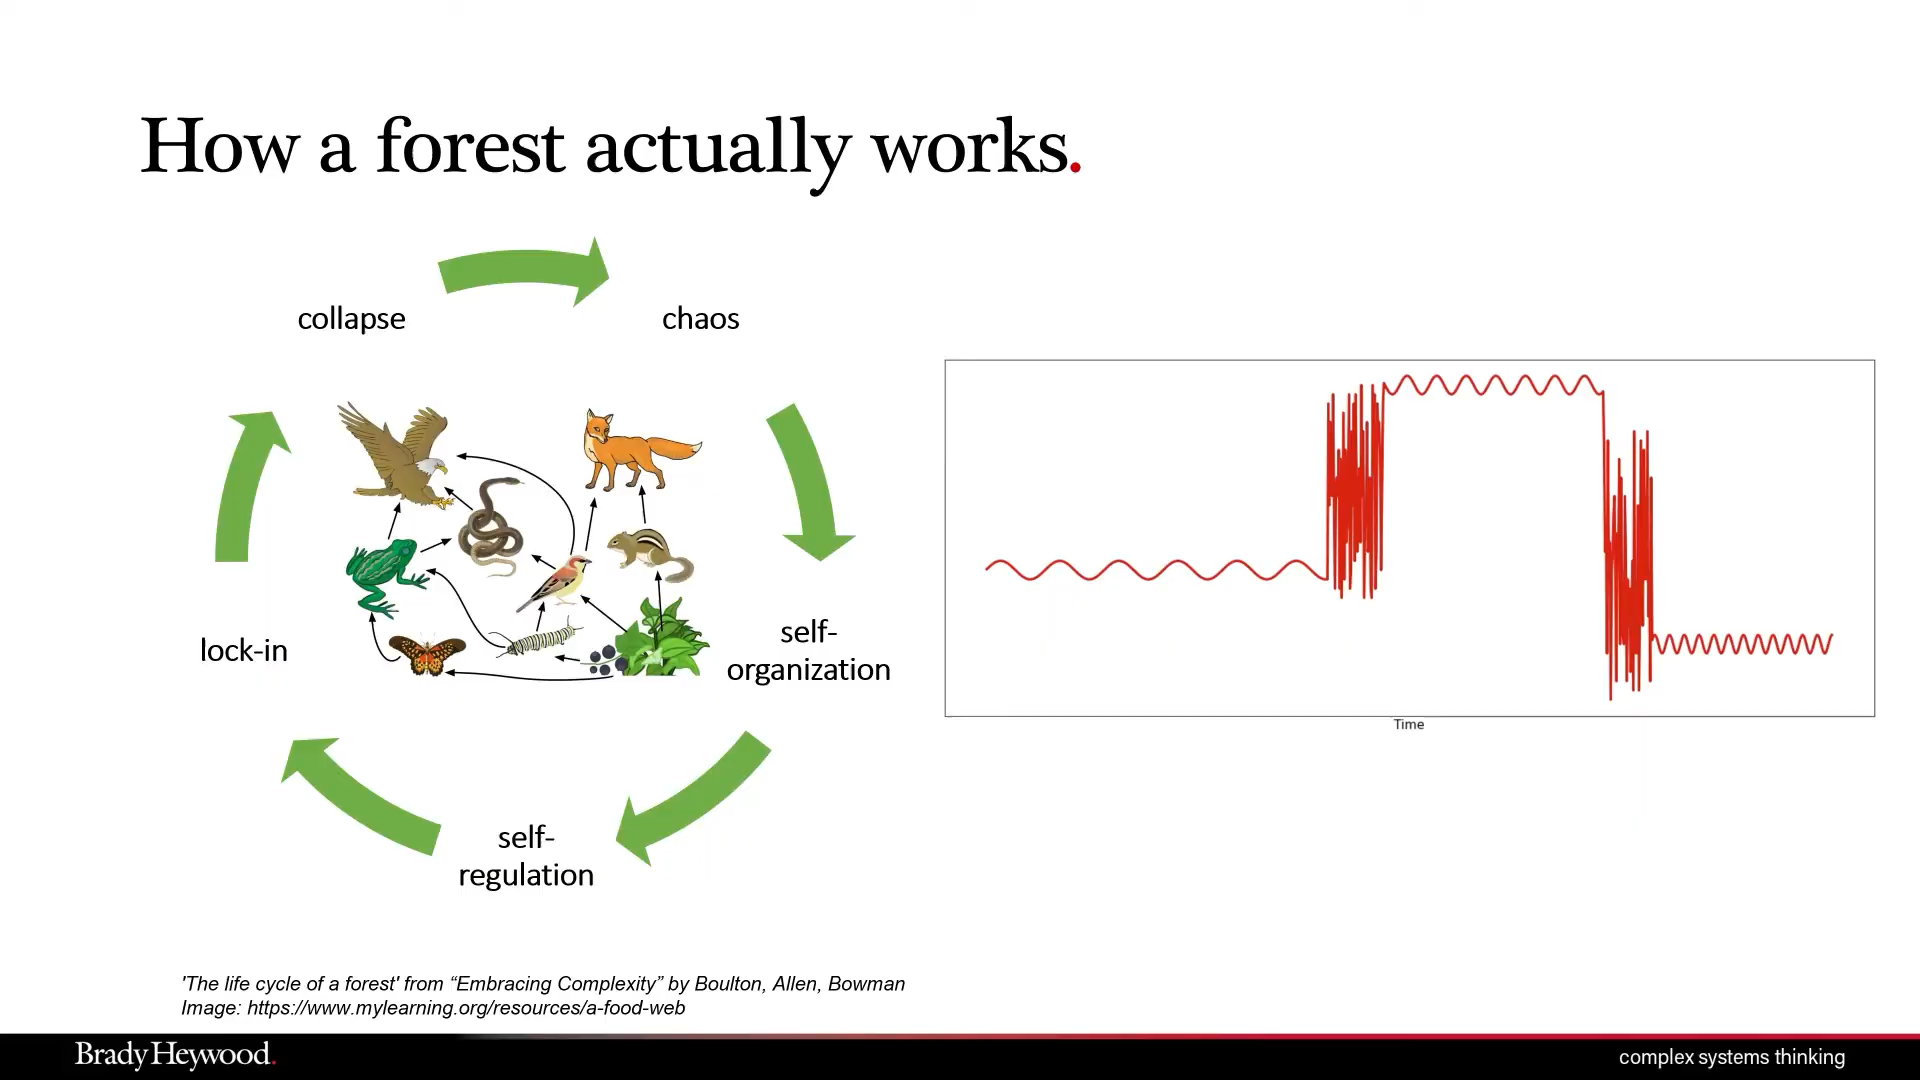 How a forest actually works.
collapse
chaos
lock-in
self-
organization
self-
regulation
Time
'The life cycle of a forest' from “Embracing Complexity” by Boulton, Allen, Bowman
Image: https://www.mylearning.org/resources/a-food-web
Brady Heywood.
complex systems thinking